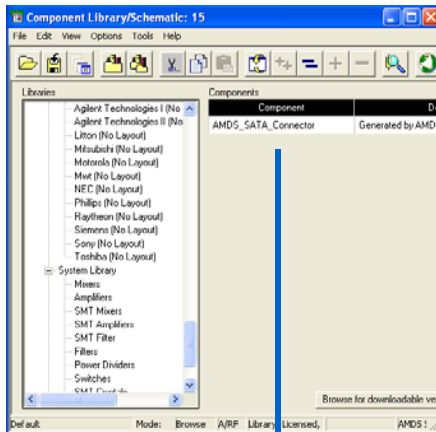 Component Library/Schematic: 15
File Edit View Options Tools Help
Libraries
Components
Agilent Technologies I (No
Agilent Technologies II (No
Litton (No Layout)
Mitsubishi (No Layout)
Motorola (No Layout)
Mwt (No Layout)
NEC (No Layout)
Phillips (No Layout)
Raytheon (No Layout)
Siemens (No Layout)
Sony (No Layout)
Toshiba (No Layout)
System Library
Mixers
Amplifiers
SMT Mixers
SMT Amplifiers
SMT Filter
Filters
Power Dividers
Switches
SMT Crystals
Component De
AMDS_SATA_Connector Generated by AMD
Browse for downloadable ve
Default Mode: Browse A/RF Library Licensed, AMDS